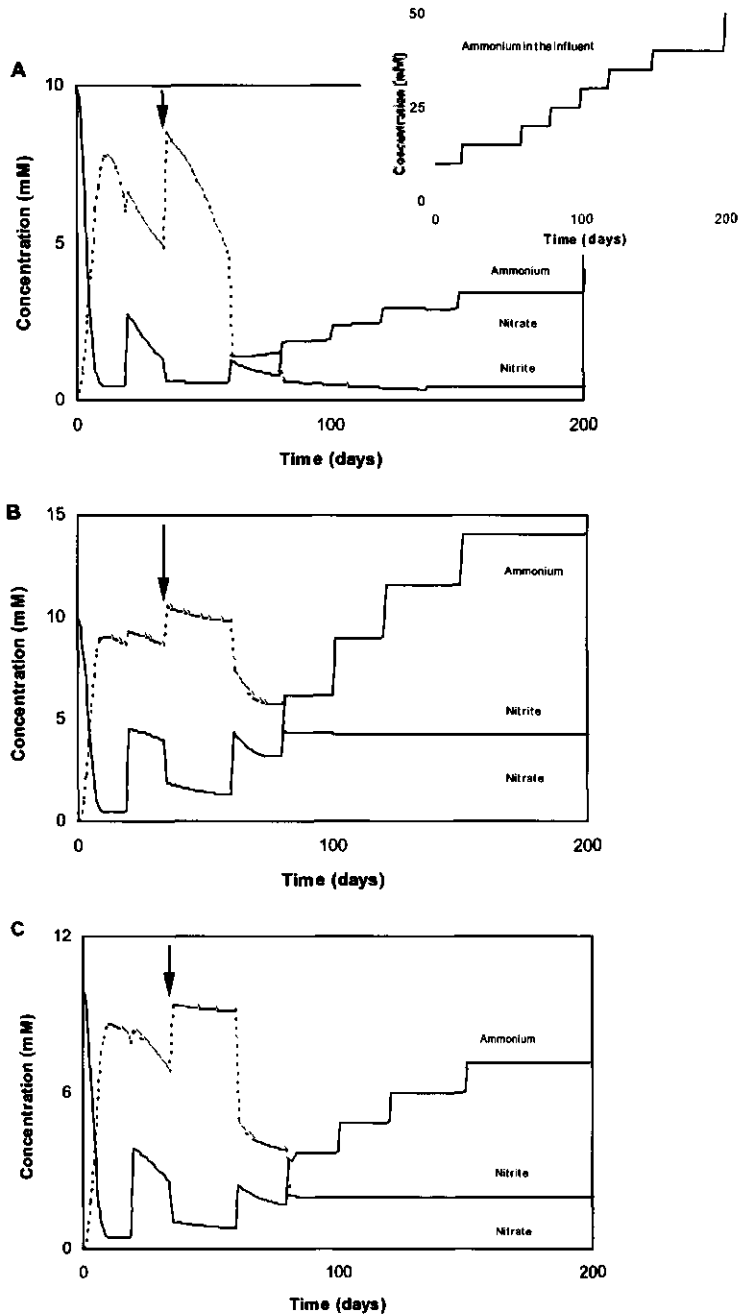 50
A
Ammonium in the Influent
Concentration [mM]
25
10
0
0
100
200
Time (days)
Concentration (mM)
5
Ammonium
Nitrate
Nitrite
0
0
100
200
Time (days)
B
15
Ammonium
Concentration (mM)
10
5
Nitrite
Nitrate
0
0
100
200
Time (days)
C
12
Concentration (mM)
Ammonium
6
Nitrite
Nitrate
0
0
100
200
Time (days)